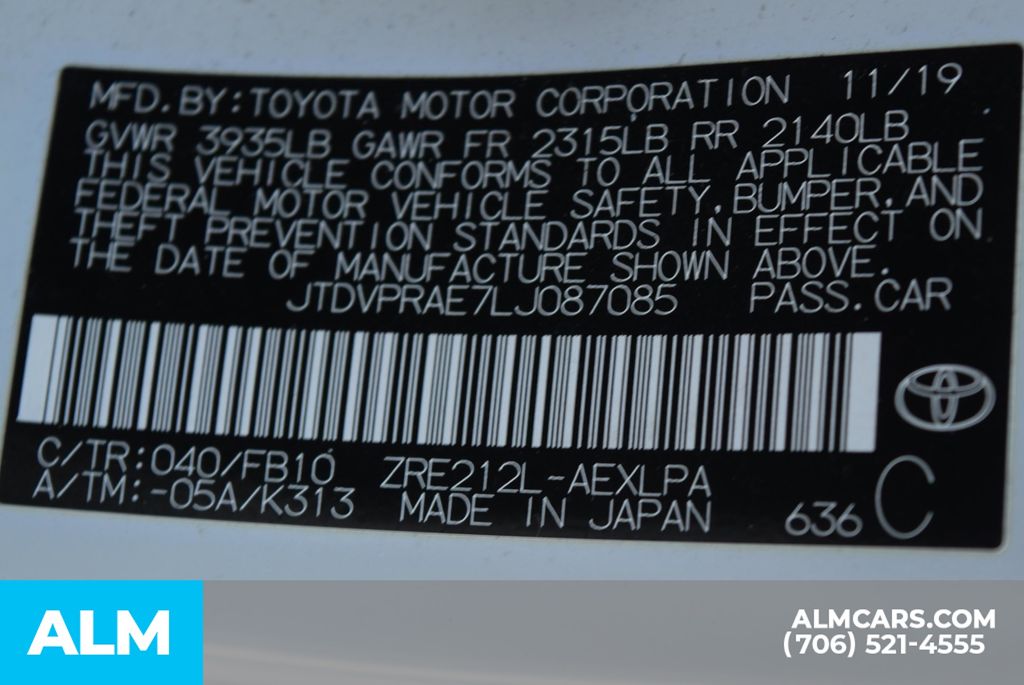 MFD. BY: TOYOTA MOTOR CORPORATION 11/19
GVWR 3935LB GAWR FR 2315LB RR 2140LB
THIS VEHICLE CONFORMS TO ALL APPLICABLE
FEDERAL MOTOR VEHICLE SAFETY, BUMPER, AND
THEFT PREVENTION STANDARDS IN EFFECT ON
THE DATE OF MANUFACTURE SHOWN ABOVE.
JTDVPRAE7LJ087085 PASS.CAR
C/TR: 040/FB10 ZRE212L-AEXLPA
A/TM: -05A/K313 MADE IN JAPAN 636 C
ALM
ALMCARS.COM
(706) 521-4555